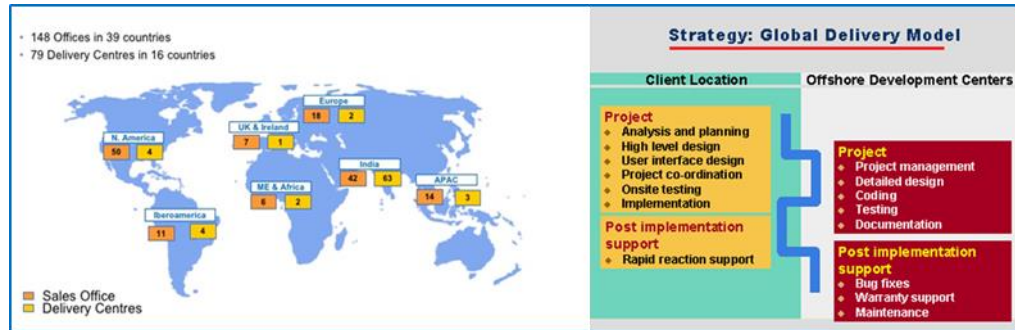 148 Offices in 39 countries
79 Delivery Centres in 16 countries
Europe
18 2
UK & Ireland
7 1
N. America
50 4
India
42 63
APAC
14 3
ME & Africa
6 2
Iberoamerica
11 4
Sales Office
Delivery Centres
Strategy: Global Delivery Model
Client Location
Offshore Development Centers
Project
Analysis and planning
High level design
User interface design
Project co-ordination
Onsite testing
Implementation
Post implementation
support
Rapid reaction support
Project
Project management
Detailed design
Coding
Testing
Documentation
Post implementation
support
Bug fixes
Warranty support
Maintenance